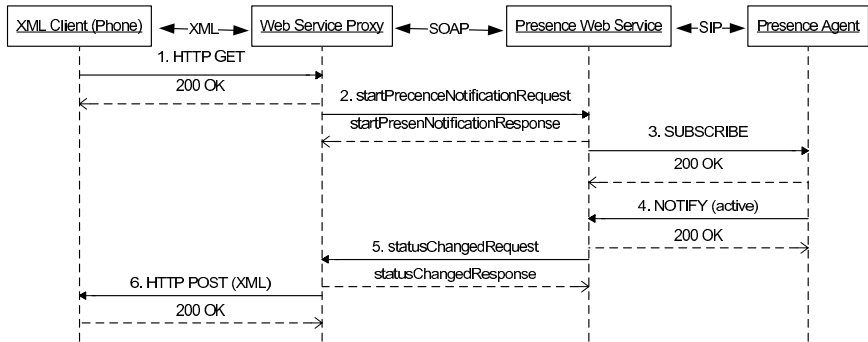 XML Client (Phone)
XML
Web Service Proxy
SOAP
Presence Web Service
SIP
Presence Agent
1. HTTP GET
200 OK
2. startPrecenceNotificationRequest
startPresenNotificationResponse
3. SUBSCRIBE
200 OK
4. NOTIFY (active)
200 OK
5. statusChangedRequest
statusChangedResponse
6. HTTP POST (XML)
200 OK